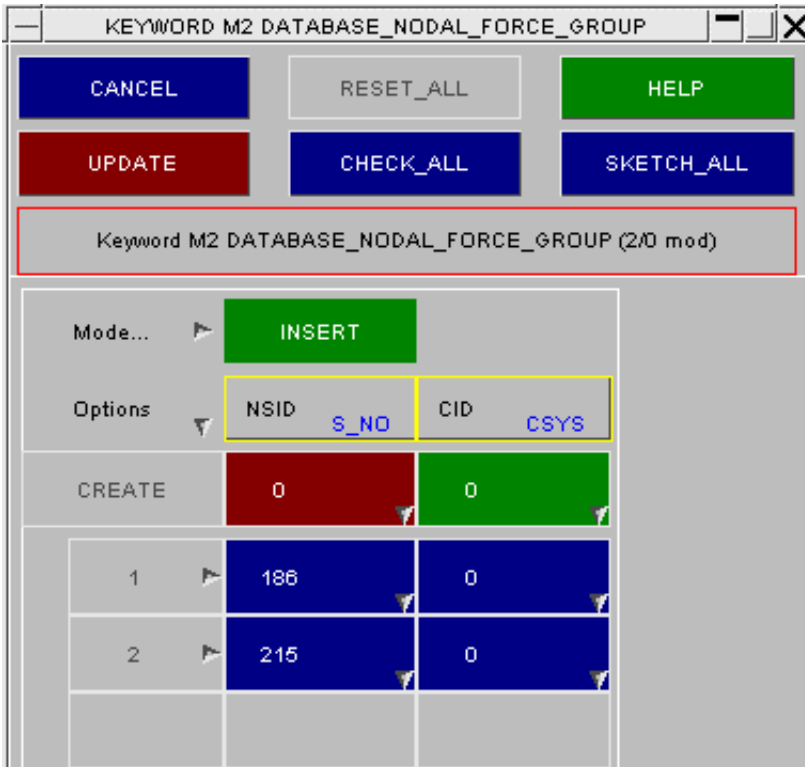 KEYWORD M2 DATABASE_NODAL_FORCE_GROUP
CANCEL RESET_ALL HELP
UPDATE CHECK_ALL SKETCH_ALL
Keyword M2 DATABASE_NODAL_FORCE_GROUP (2/0 mod)
Mode... INSERT
Options NSID S_NO CID CSYS
CREATE 0 0
1 186 0
2 215 0